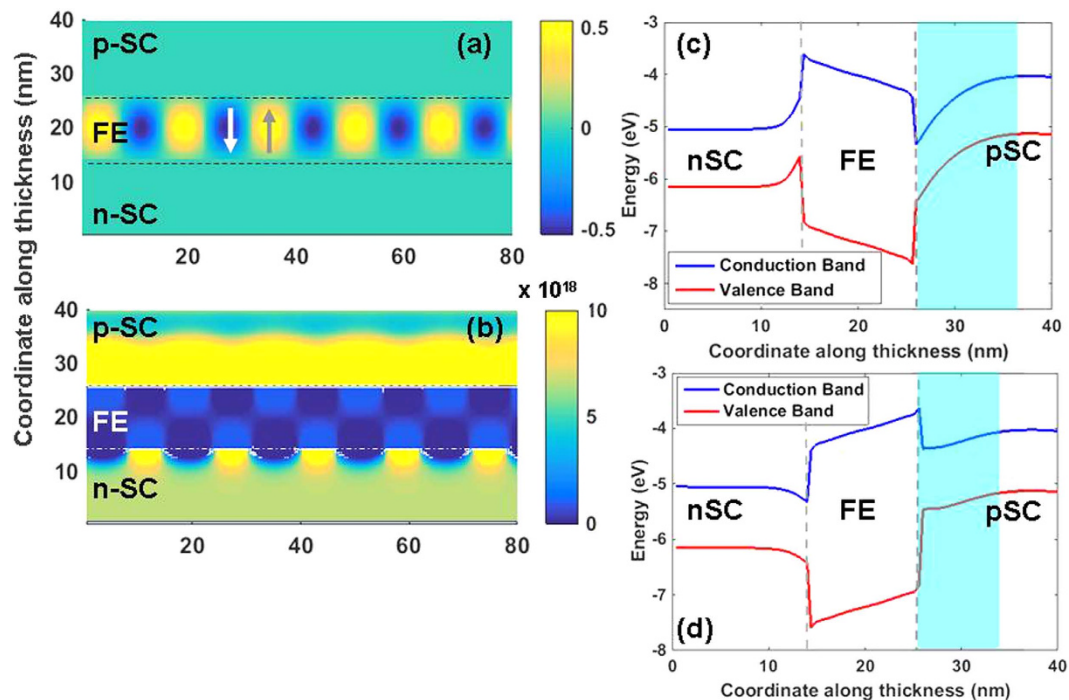 Coordinate along thickness (nm)
40
30
20
10
p-SC
(a)
FE
n-SC
20
40
60
80
0.5
0
-0.5
x 10^18
40
30
20
10
p-SC
(b)
FE
n-SC
20
40
60
80
10
5
0
Energy (eV)
-3
-4
-5
-6
-7
-8
(c)
nSC
FE
pSC
Conduction Band
Valence Band
0
10
20
30
40
Coordinate along thickness (nm)
Energy (eV)
-3
-4
-5
-6
-7
-8
Conduction Band
Valence Band
nSC
FE
pSC
(d)
0
10
20
30
40
Coordinate along thickness (nm)